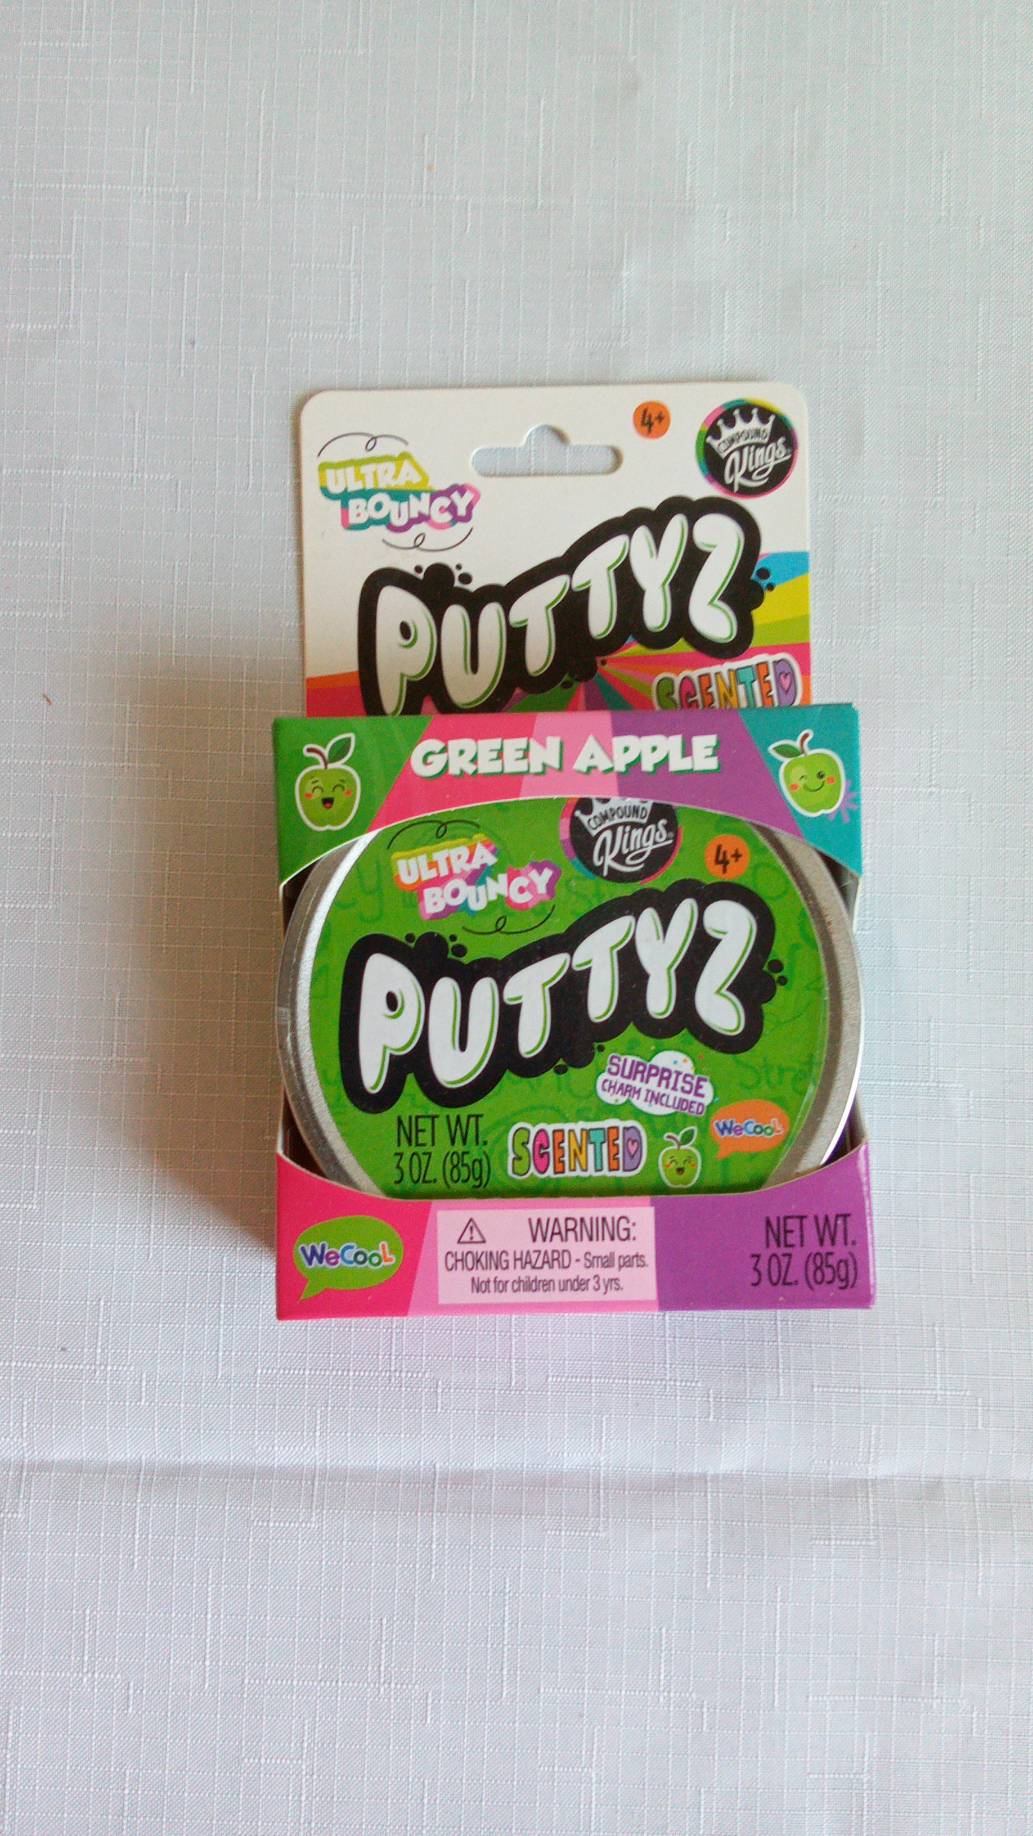 4+
COMPOUND
Kings
ULTRA
BOUNCY
PUTTYZ
SCENTED
GREEN APPLE
COMPOUND
Kings
ULTRA
BOUNCY
4+
PUTTYZ
SURPRISE
CHARM INCLUDED
NET WT.
3 OZ. (85g)
SCENTED
WeCool
WeCooL
WARNING:
CHOKING HAZARD - Small parts.
Not for children under 3 yrs.
NET WT.
3 OZ. (85g)